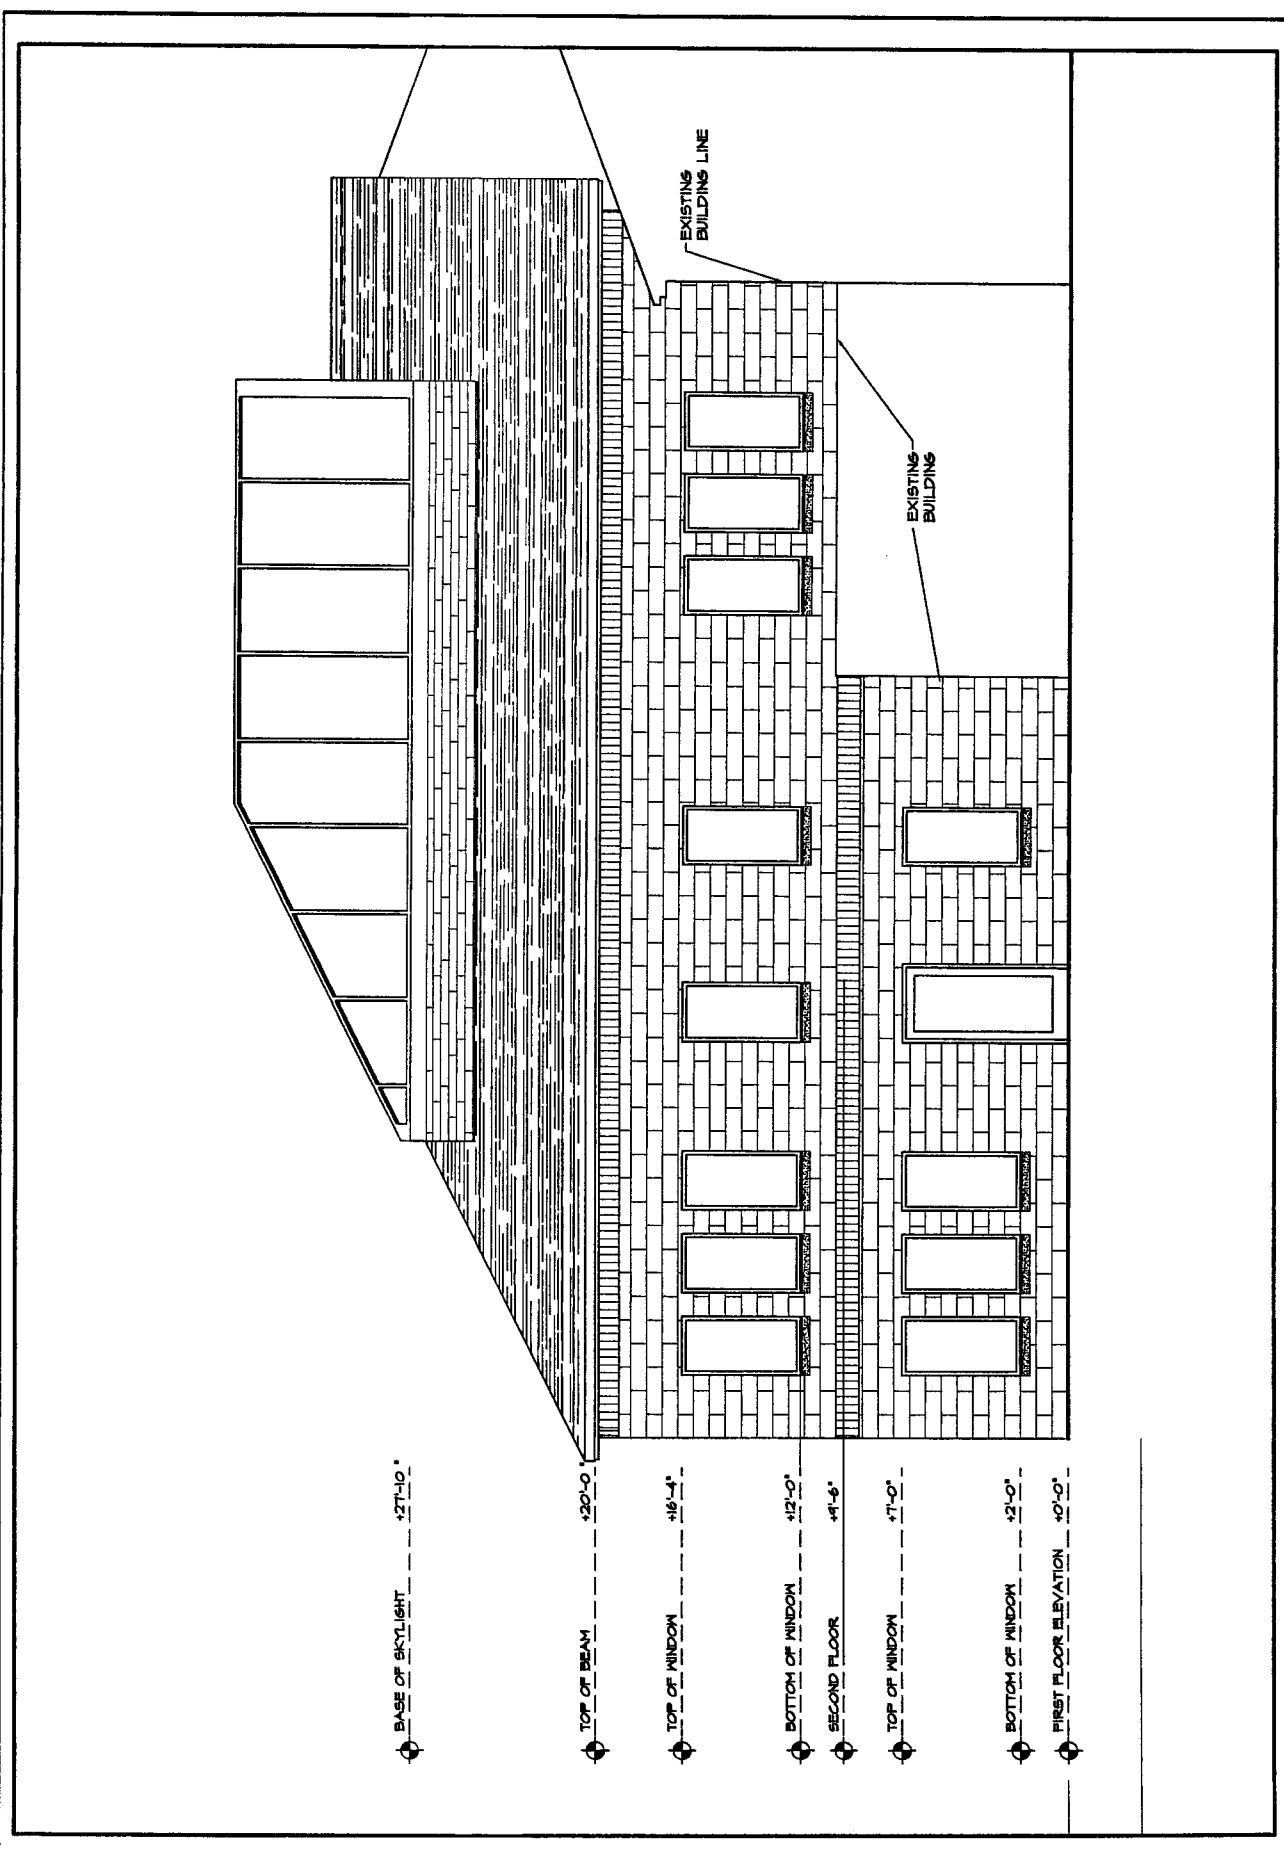 BASE OF SKYLIGHT +27'-10"
TOP OF BEAM +20'-0"
TOP OF WINDOW +16'-4"
BOTTOM OF WINDOW +12'-0"
SECOND FLOOR +9'-6"
TOP OF WINDOW +7'-0"
BOTTOM OF WINDOW +2'-0"
FIRST FLOOR ELEVATION +0'-0"
EXISTING
BUILDING
EXISTING
BUILDING LINE